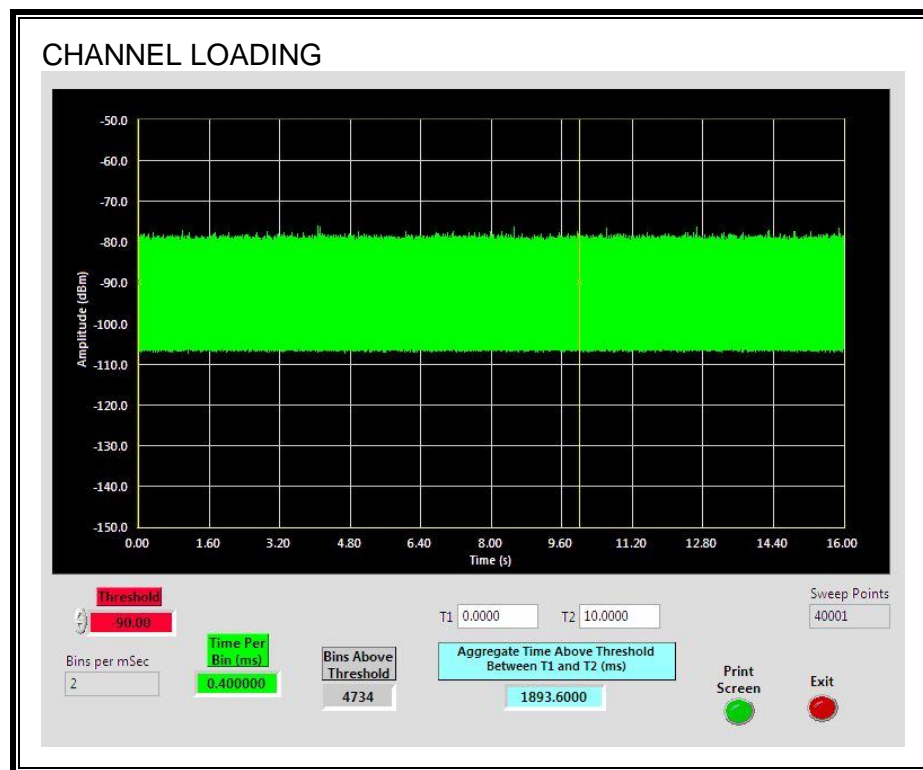 CHANNEL LOADING
-50.0
-60.0
-70.0
-80.0
-90.0
-100.0
-110.0
-120.0
-130.0
-140.0
-150.0
Amplitude (dBm)
0.00 1.60 3.20 4.80 6.40 8.00 9.60 11.20 12.80 14.40 16.00
Time (s)
Threshold
-90.00
Bins per mSec
2
Time Per
Bin (ms)
0.400000
Bins Above
Threshold
4734
T1 0.0000 T2 10.0000
Aggregate Time Above Threshold
Between T1 and T2 (ms)
1893.6000
Sweep Points
40001
Print
Screen
Exit